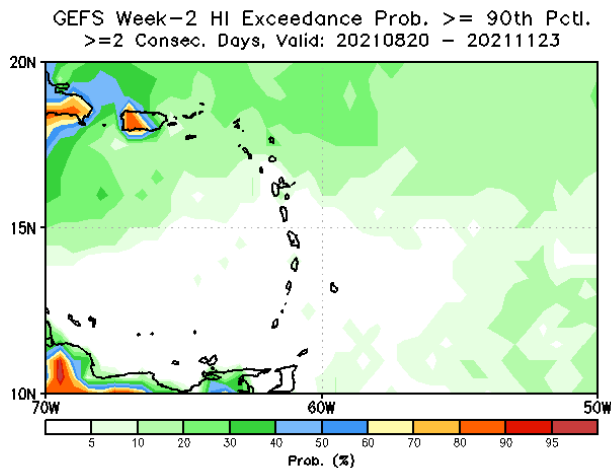 GEFS Week-2 HI Exceedance Prob. >= 90th Pctl.
>=2 Consec. Days, Valid: 20210820 - 20211123
20N
15N
10N
70W 60W 50W
5 10 20 30 40 50 60 70 80 90 95
Prob. (%)